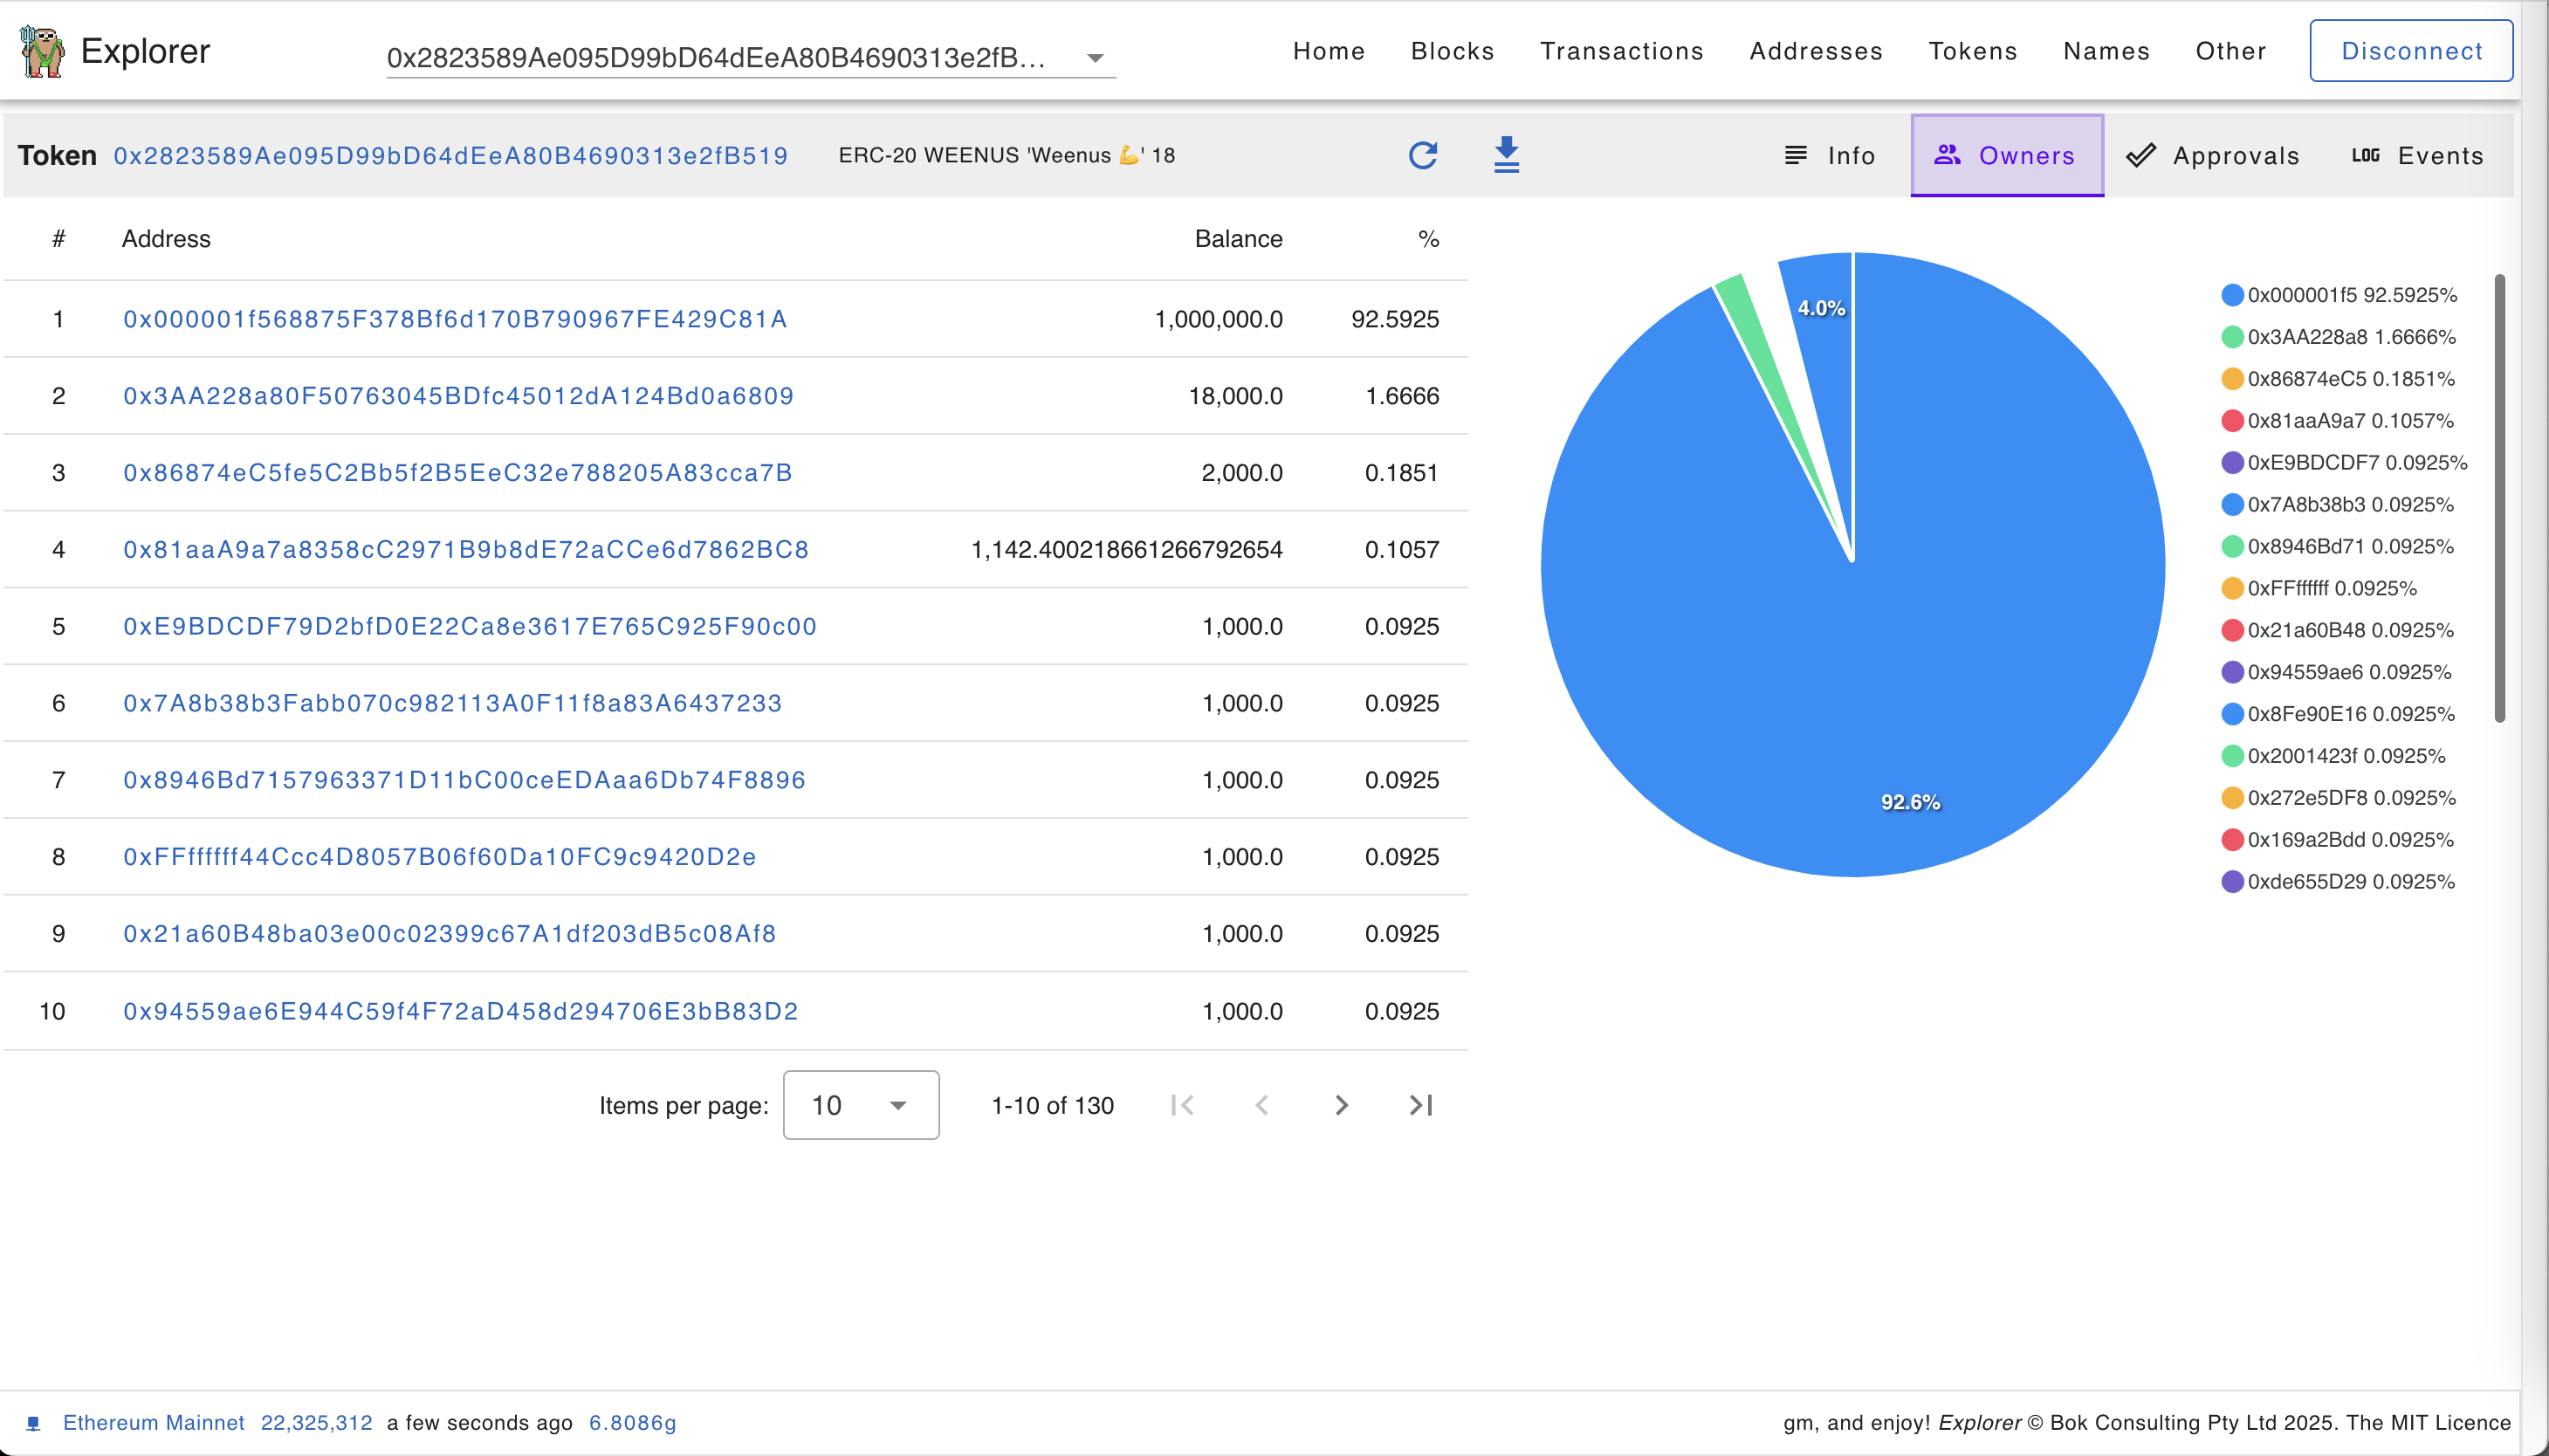 Explorer
0x2823589Ae095D99bD64dEeA80B4690313e2fB...
Home Blocks Transactions Addresses Tokens Names Other Disconnect
Token 0x2823589Ae095D99bD64dEeA80B4690313e2fB519 ERC-20 WEENUS 'Weenus 💪' 18
Info Owners Approvals LOG Events
# Address Balance %
1 0x000001f568875F378Bf6d170B790967FE429C81A 1,000,000.0 92.5925
2 0x3AA228a80F50763045BDfc45012dA124Bd0a6809 18,000.0 1.6666
3 0x86874eC5fe5C2Bb5f2B5EeC32e788205A83cca7B 2,000.0 0.1851
4 0x81aaA9a7a8358cC2971B9b8dE72aCCe6d7862BC8 1,142.400218661266792654 0.1057
5 0xE9BDCDF79D2bfD0E22Ca8e3617E765C925F90c00 1,000.0 0.0925
6 0x7A8b38b3Fabb070c982113A0F11f8a83A6437233 1,000.0 0.0925
7 0x8946Bd7157963371D11bC00ceEDAaa6Db74F8896 1,000.0 0.0925
8 0xFFffffff44Ccc4D8057B06f60Da10FC9c9420D2e 1,000.0 0.0925
9 0x21a60B48ba03e00c02399c67A1df203dB5c08Af8 1,000.0 0.0925
10 0x94559ae6E944C59f4F72aD458d294706E3bB83D2 1,000.0 0.0925
Items per page: 10 1-10 of 130
4.0%
92.6%
0x000001f5 92.5925%
0x3AA228a8 1.6666%
0x86874eC5 0.1851%
0x81aaA9a7 0.1057%
0xE9BDCDF7 0.0925%
0x7A8b38b3 0.0925%
0x8946Bd71 0.0925%
0xFFffffff 0.0925%
0x21a60B48 0.0925%
0x94559ae6 0.0925%
0x8Fe90E16 0.0925%
0x2001423f 0.0925%
0x272e5DF8 0.0925%
0x169a2Bdd 0.0925%
0xde655D29 0.0925%
Ethereum Mainnet 22,325,312 a few seconds ago 6.8086g
gm, and enjoy! Explorer © Bok Consulting Pty Ltd 2025. The MIT Licence